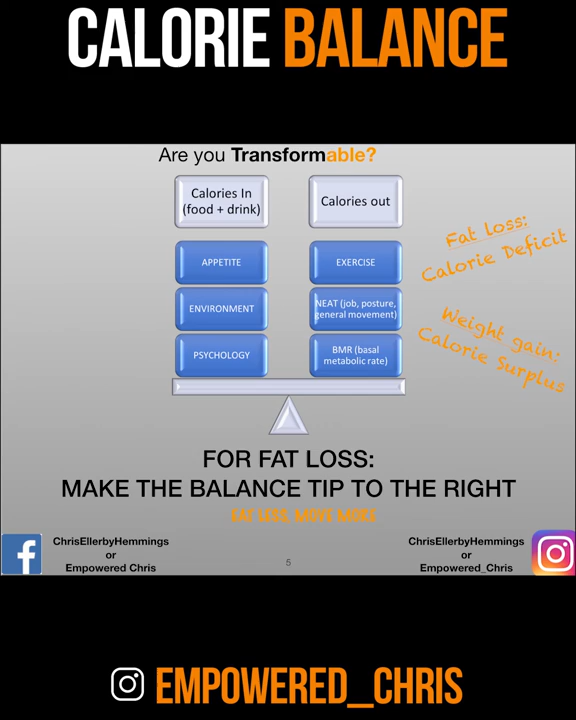 CALORIE BALANCE
Are you Transformable?
Calories In
(food + drink)
Calories out
APPETITE
EXERCISE
ENVIRONMENT
NEAT (job, posture,
general movement)
PSYCHOLOGY
BMR (basal
metabolic rate)
Fat loss:
Calorie Deficit
Weight gain:
Calorie Surplus
FOR FAT LOSS:
MAKE THE BALANCE TIP TO THE RIGHT
EAT LESS, MOVE MORE
ChrisEllerbyHemmings
or
Empowered Chris
5
ChrisEllerbyHemmings
or
Empowered_Chris
EMPOWERED_CHRIS